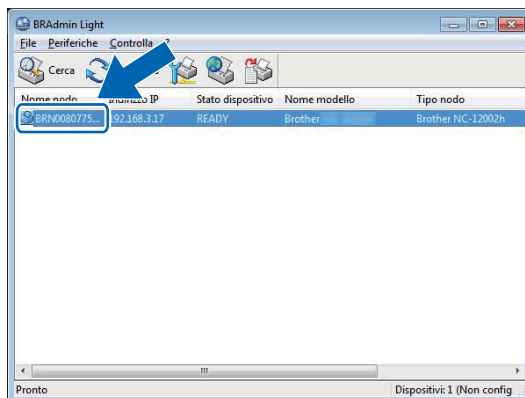 BRAdmin Light
File Periferiche Controlla ?
Cerca
Nome nodo Indirizzo IP Stato dispositivo Nome modello Tipo nodo
BRN0080775... 192.168.3.17 READY Brother Brother NC-12002h
Pronto Dispositivi: 1 (Non config